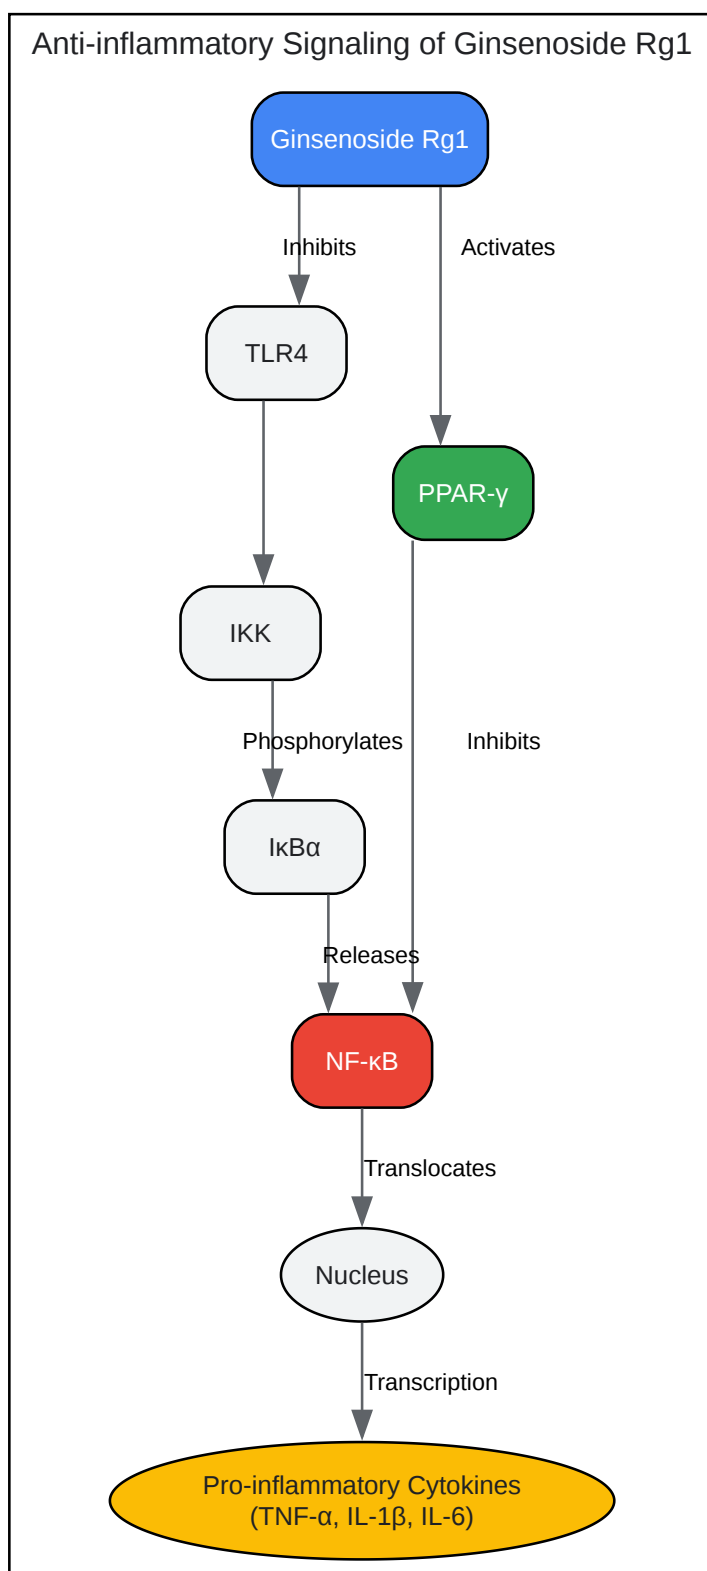 Anti-inflammatory Signaling of Ginsenoside Rg1
Ginsenoside Rg1
Inhibits
Activates
TLR4
PPAR-γ
IKK
Phosphorylates
Inhibits
IκBα
Releases
NF-κB
Translocates
Nucleus
Transcription
Pro-inflammatory Cytokines
(TNF-α, IL-1β, IL-6)